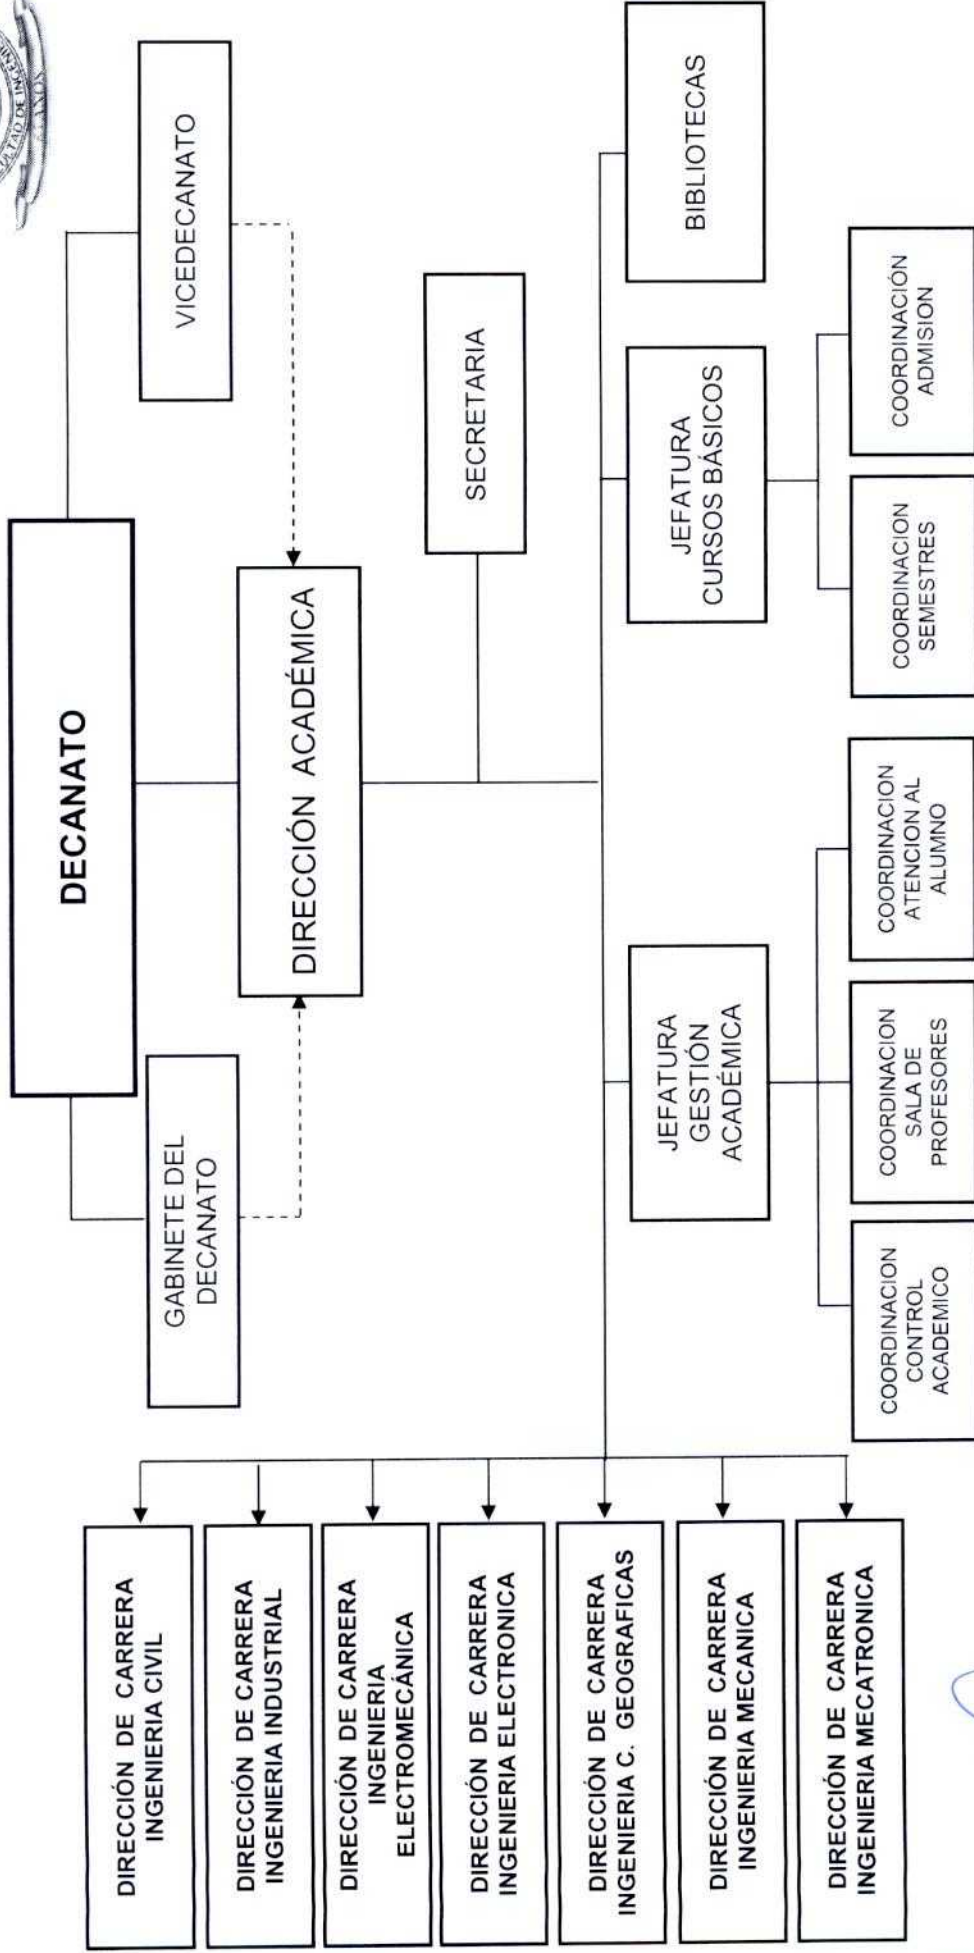 FACULTAD DE INGENIE
DECANATO
GABINETE DEL
DECANATO
VICEDECANATO
DIRECCIÓN ACADÉMICA
SECRETARIA
DIRECCIÓN DE CARRERA
INGENIERIA CIVIL
DIRECCIÓN DE CARRERA
INGENIERIA INDUSTRIAL
DIRECCIÓN DE CARRERA
INGENIERIA
ELECTROMECÁNICA
DIRECCIÓN DE CARRERA
INGENIERIA ELECTRONICA
DIRECCIÓN DE CARRERA
INGENIERIA C. GEOGRAFICAS
DIRECCIÓN DE CARRERA
INGENIERIA MECANICA
DIRECCIÓN DE CARRERA
INGENIERIA MECATRONICA
JEFATURA
GESTIÓN
ACADÉMICA
JEFATURA
CURSOS BÁSICOS
BIBLIOTECAS
COORDINACION
CONTROL
ACADEMICO
COORDINACION
SALA DE
PROFESORES
COORDINACION
ATENCION AL
ALUMNO
COORDINACION
SEMESTRES
COORDINACIÓN
ADMISION